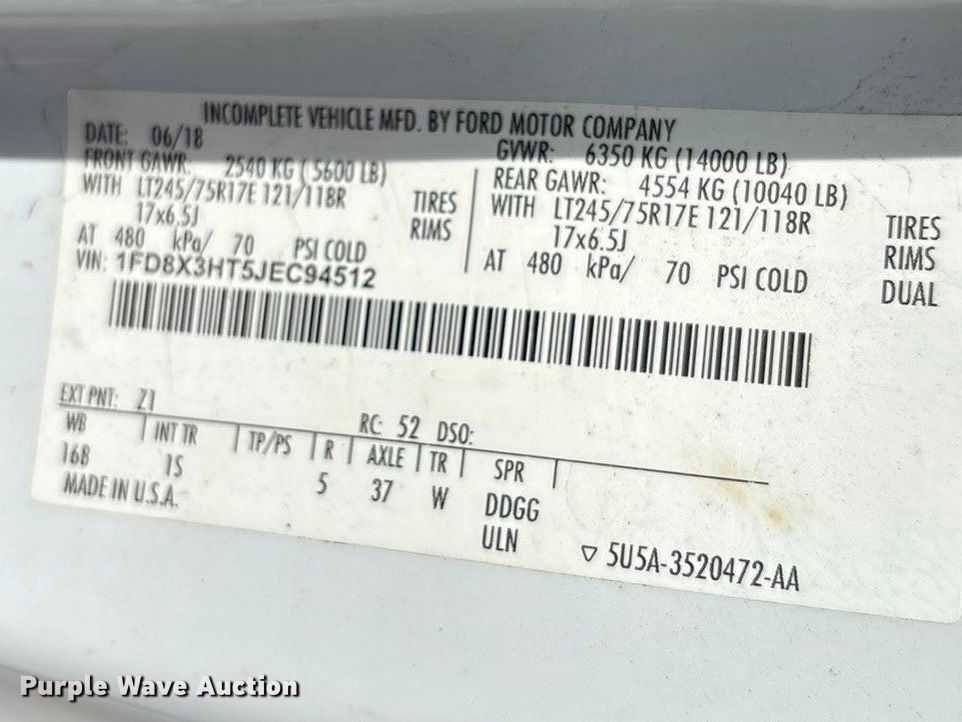 INCOMPLETE VEHICLE MFD. BY FORD MOTOR COMPANY
DATE: 06/18
FRONT GAWR: 2540 KG (5600 LB)
WITH LT245/75R17E 121/118R TIRES
17x6.5J RIMS
AT 480 kPa/ 70 PSI COLD
GVWR: 6350 KG (14000 LB)
REAR GAWR: 4554 KG (10040 LB)
WITH LT245/75R17E 121/118R TIRES
17x6.5J RIMS
AT 480 kPa/ 70 PSI COLD DUAL
VIN: 1FD8X3HT5JEC94512
EXT PNT: Z1 RC: 52 DSO:
WB INT TR TP/PS R AXLE TR SPR
168 1S 5 37 W DDGG
MADE IN U.S.A. ULN
▽ 5U5A-3520472-AA
Purple Wave Auction